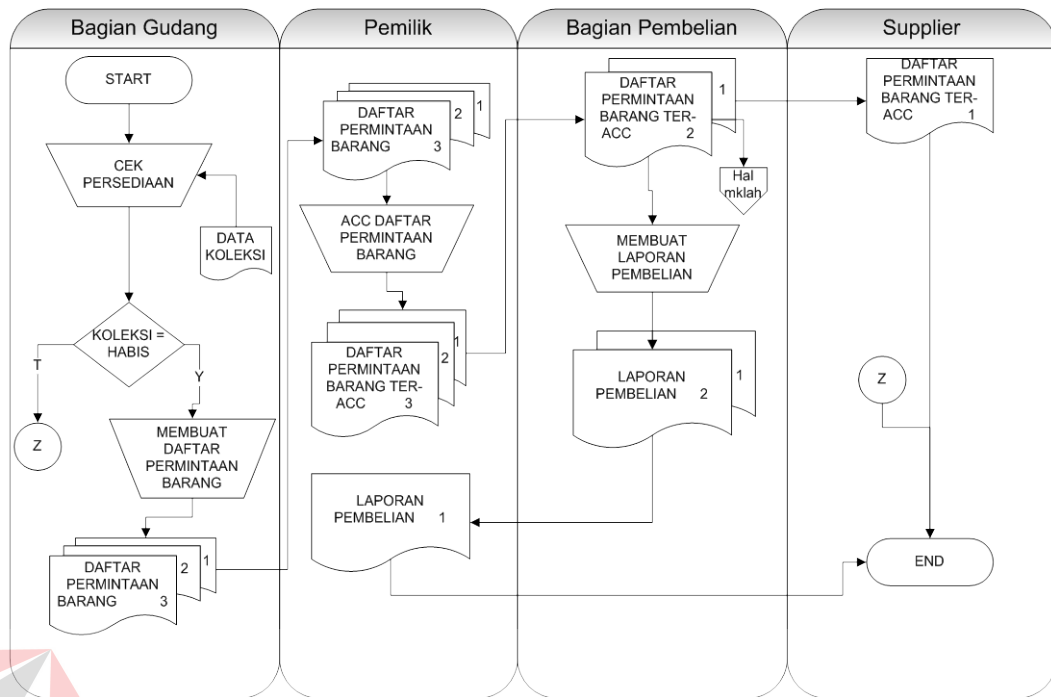 Bagian Gudang
Pemilik
Bagian Pembelian
Supplier
START
CEK
PERSEDIAAN
DATA
KOLEKSI
KOLEKSI =
HABIS
T
Y
Z
MEMBUAT
DAFTAR
PERMINTAAN
BARANG
DAFTAR
PERMINTAAN
BARANG 3
2
1
DAFTAR
PERMINTAAN
BARANG 3
2
1
ACC DAFTAR
PERMINTAAN
BARANG
DAFTAR
PERMINTAAN
BARANG TER-
ACC 3
2
1
LAPORAN
PEMBELIAN 1
DAFTAR
PERMINTAAN
BARANG TER-
ACC 2
1
Hal
mklah
MEMBUAT
LAPORAN
PEMBELIAN
LAPORAN
PEMBELIAN 2
1
DAFTAR
PERMINTAAN
BARANG TER-
ACC 1
Z
END